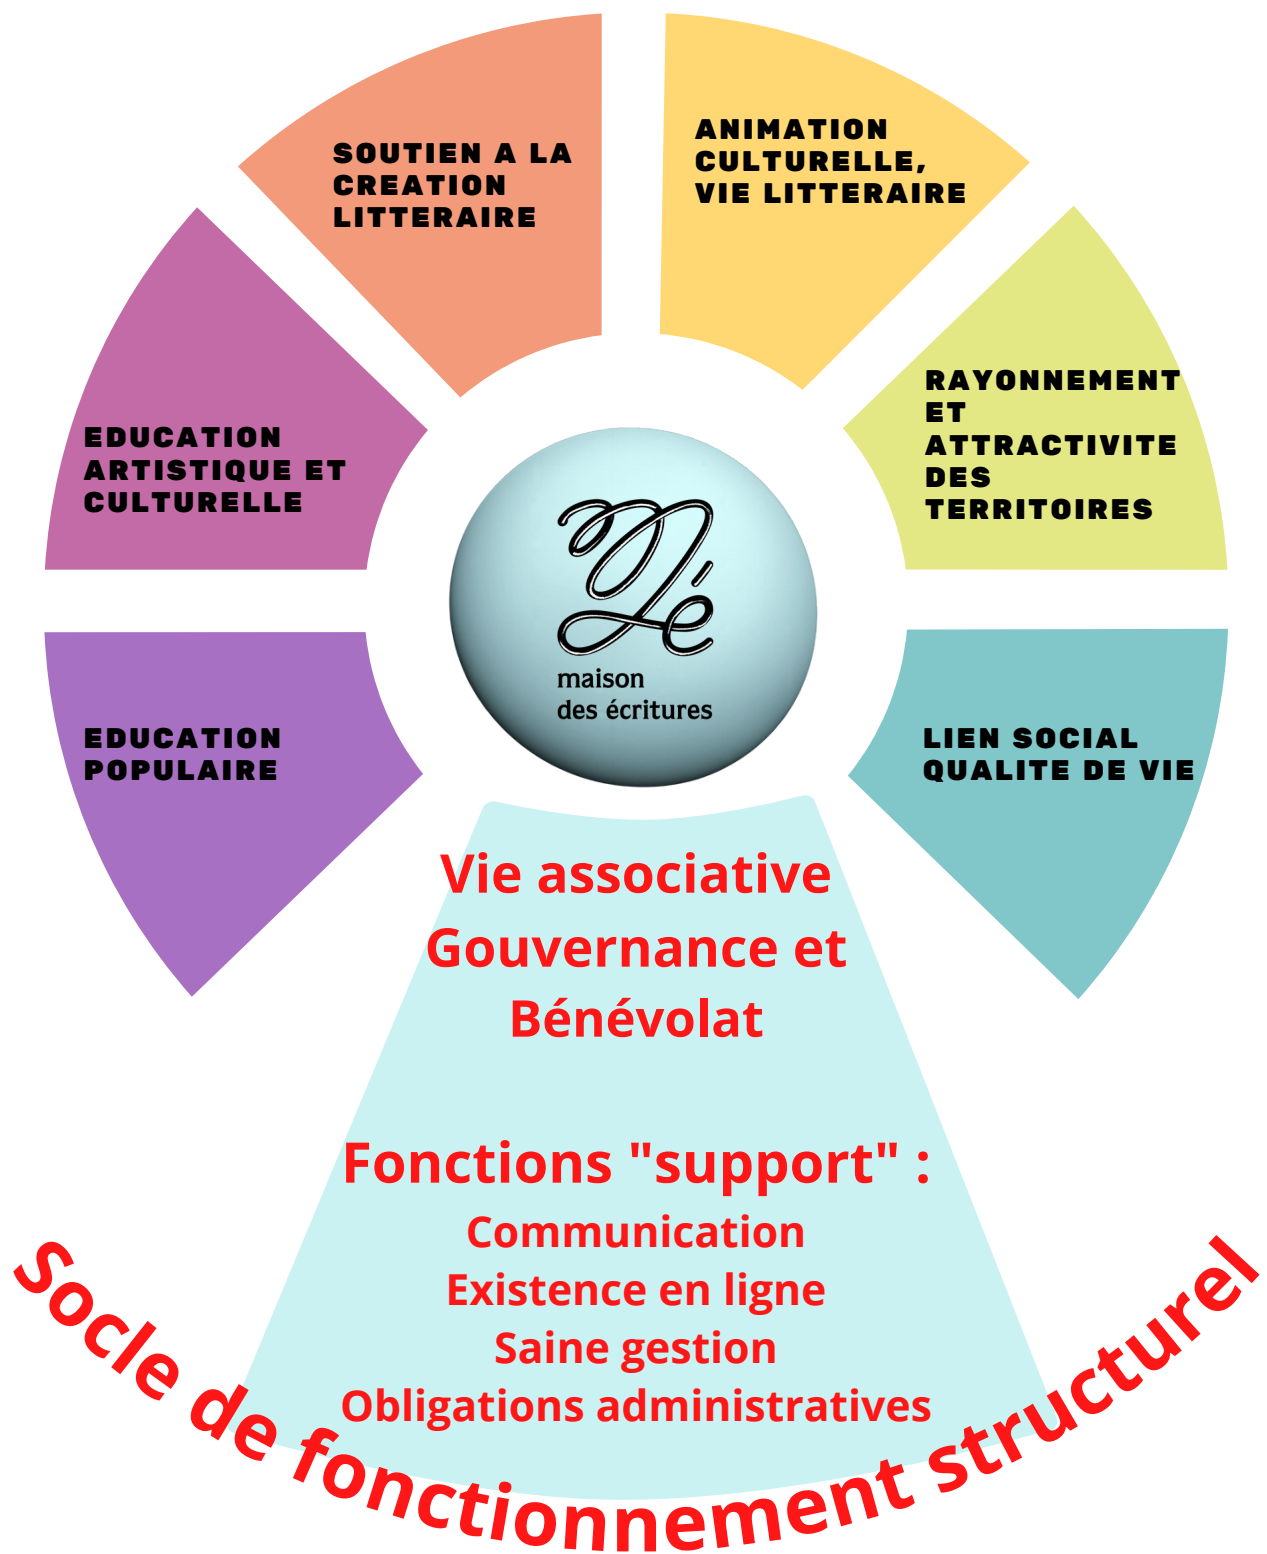 SOUTIEN A LA
CREATION
LITTERAIRE
ANIMATION
CULTURELLE,
VIE LITTERAIRE
EDUCATION
ARTISTIQUE ET
CULTURELLE
RAYONNEMENT
ET
ATTRACTIVITE
DES
TERRITOIRES
Mé
maison
des écritures
EDUCATION
POPULAIRE
LIEN SOCIAL
QUALITE DE VIE
Vie associative
Gouvernance et
Bénévolat
Fonctions "support" :
Communication
Existence en ligne
Saine gestion
Obligations administratives
Socle de fonctionnement structurel